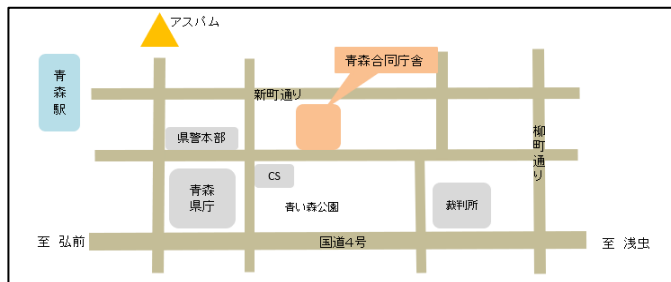 アスパム
青森合同庁舎
青森駅
新町通り
県警本部
柳町通り
CS
青森
県庁
青い森公園
裁判所
至 弘前
国道4号
至 浅虫